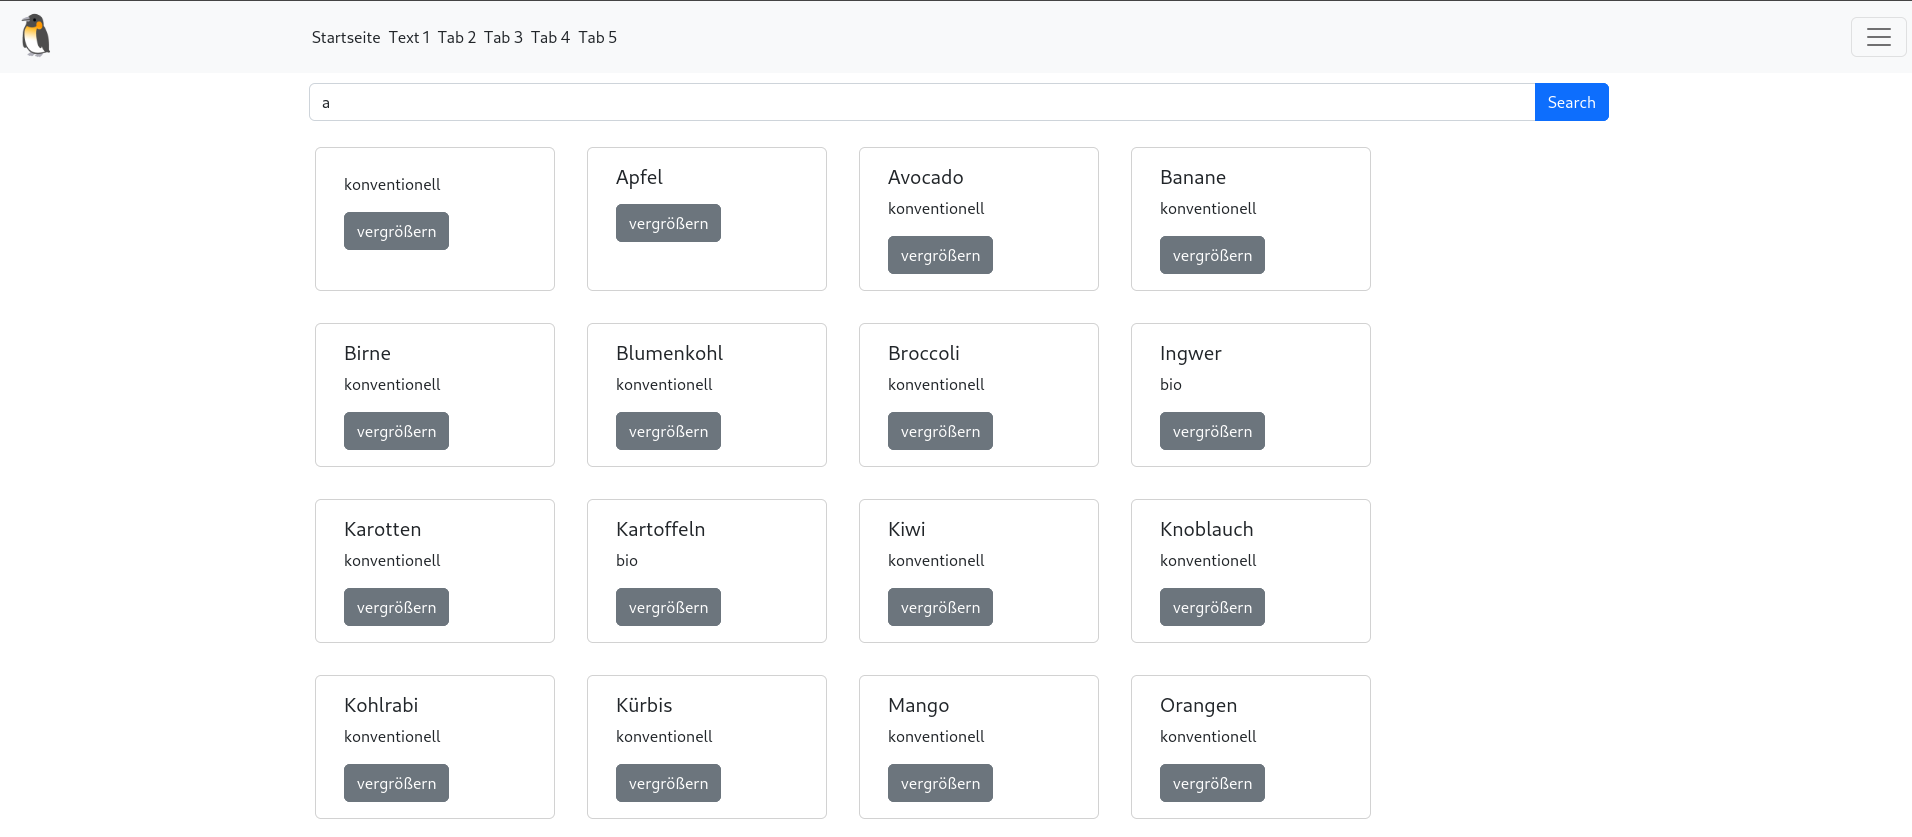 Startseite Text 1 Tab 2 Tab 3 Tab 4 Tab 5
a Search
konventionell
vergrößern
Apfel
vergrößern
Avocado
konventionell
vergrößern
Banane
konventionell
vergrößern
Birne
konventionell
vergrößern
Blumenkohl
konventionell
vergrößern
Broccoli
konventionell
vergrößern
Ingwer
bio
vergrößern
Karotten
konventionell
vergrößern
Kartoffeln
bio
vergrößern
Kiwi
konventionell
vergrößern
Knoblauch
konventionell
vergrößern
Kohlrabi
konventionell
vergrößern
Kürbis
konventionell
vergrößern
Mango
konventionell
vergrößern
Orangen
konventionell
vergrößern